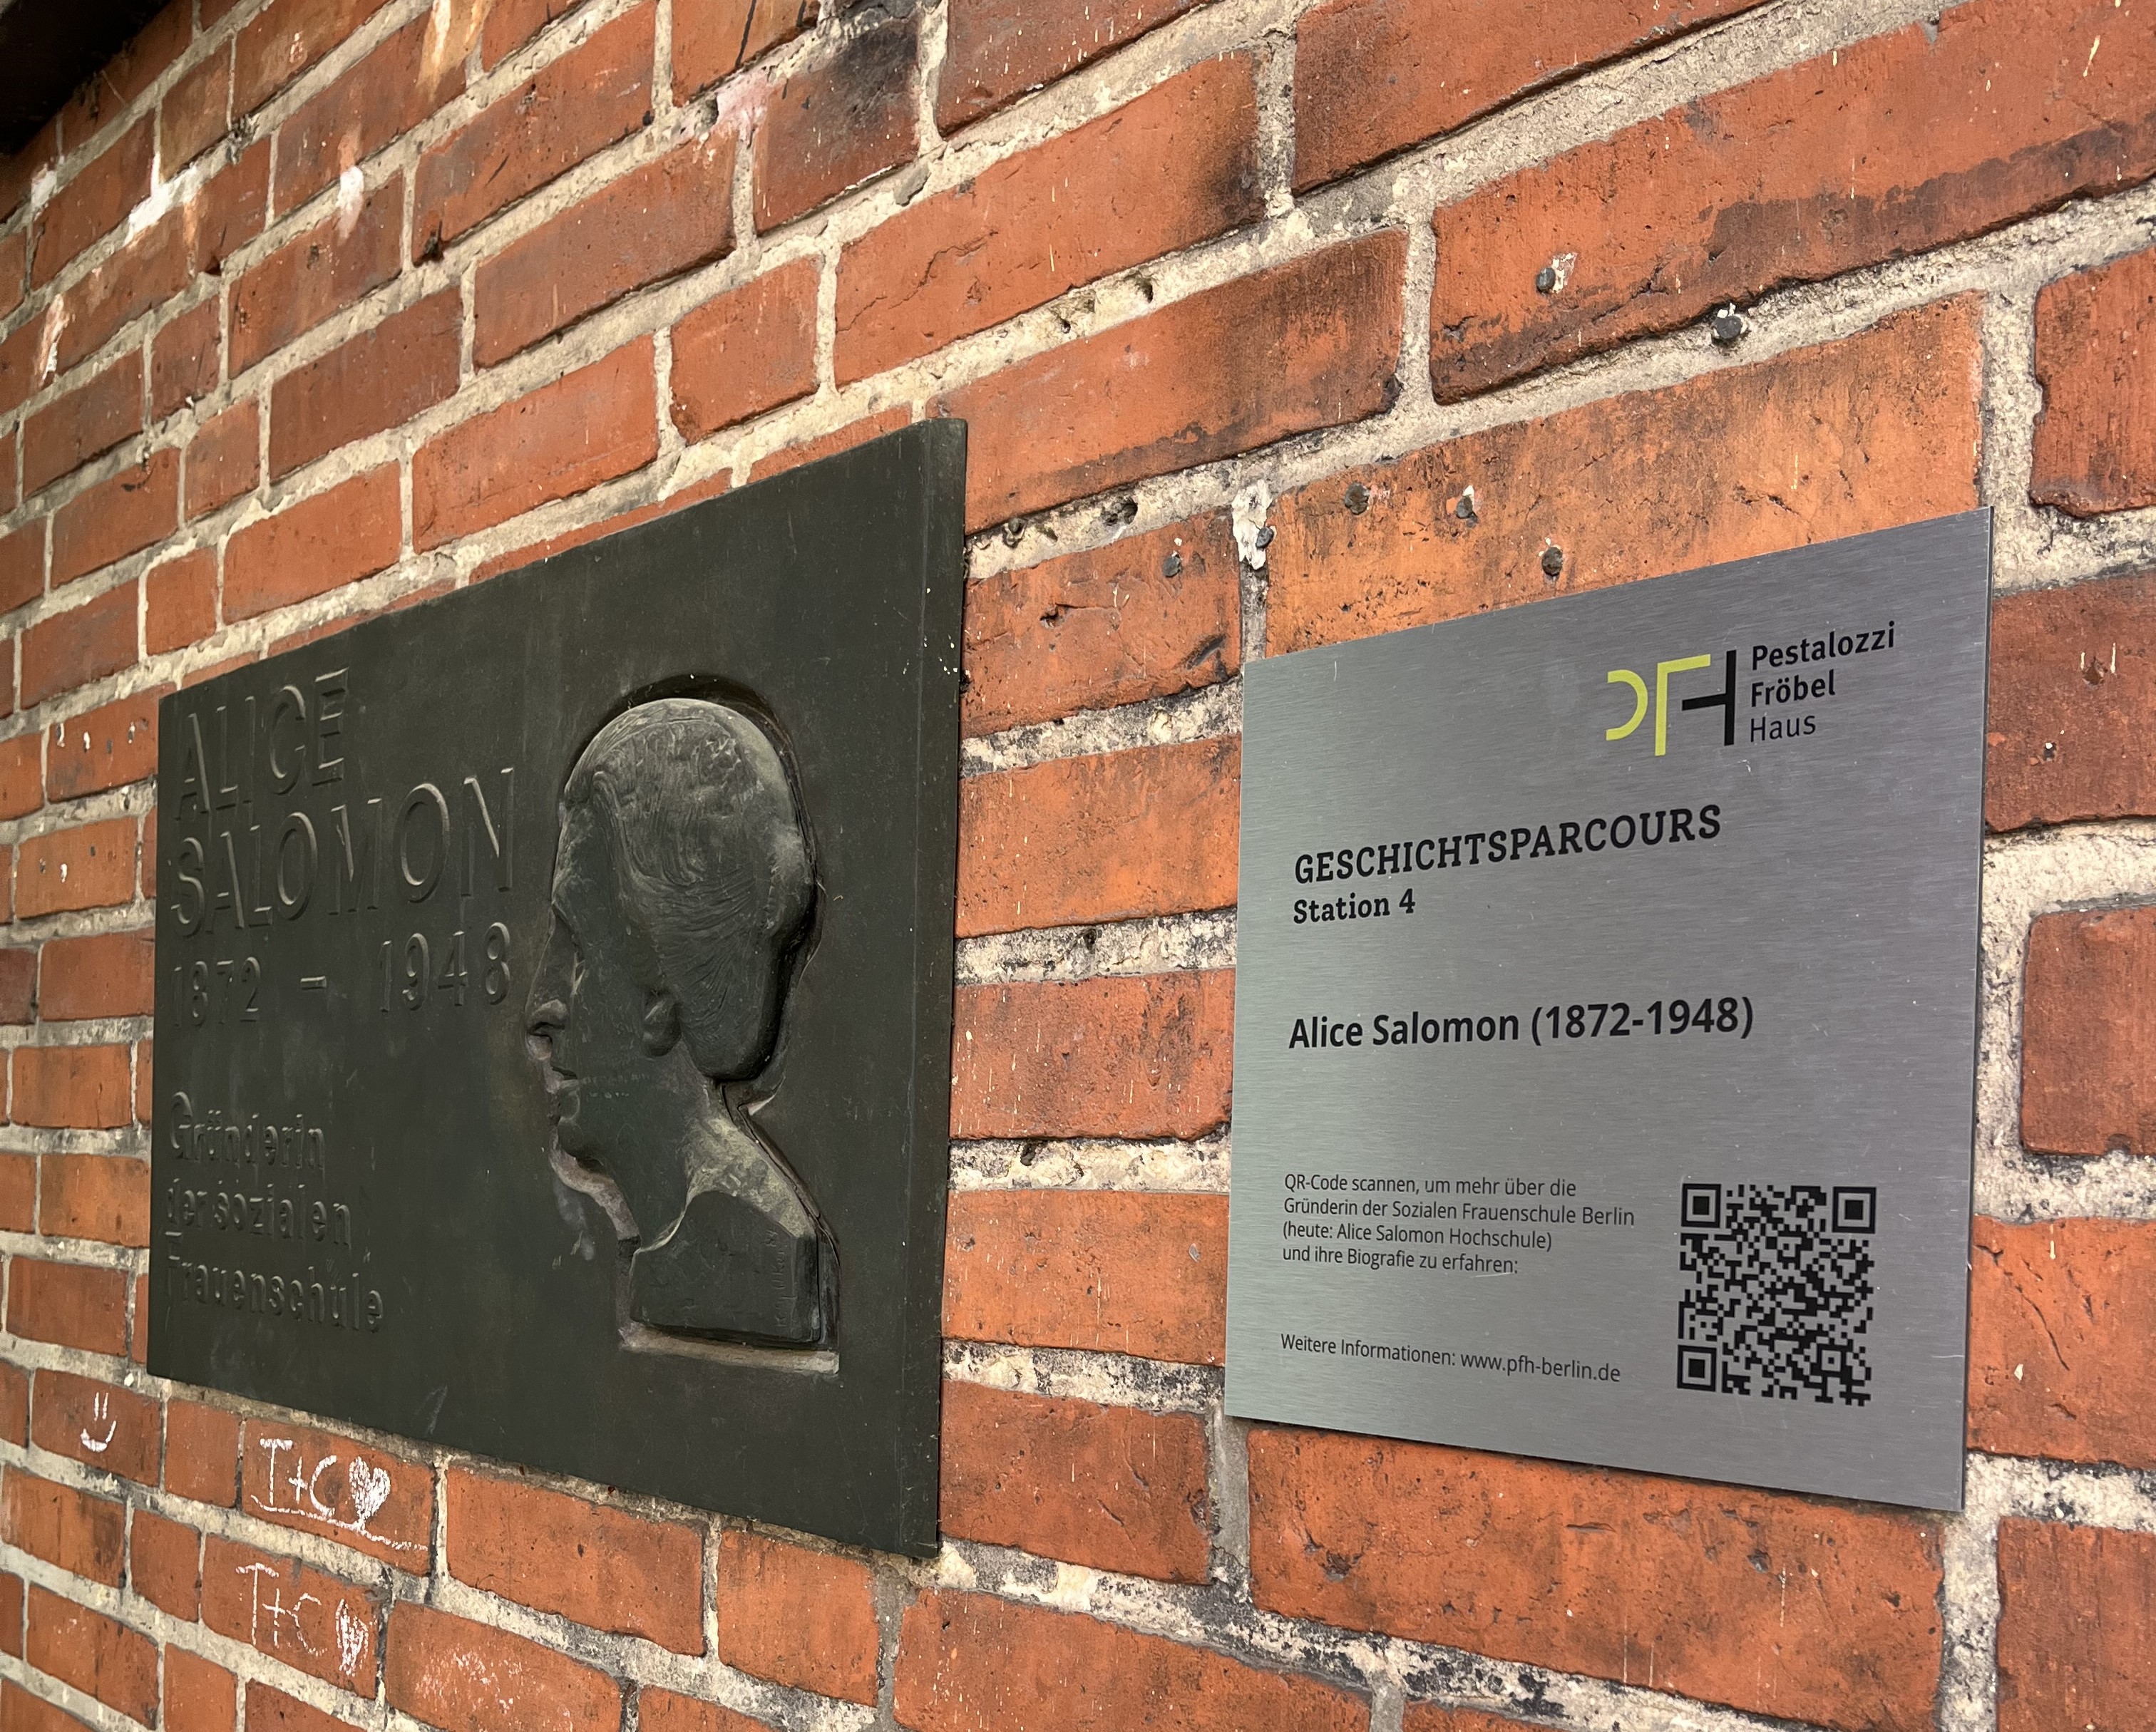 ALICE
SALOMON
1872 – 1948
Gründerin
der sozialen
Frauenschule
PFH
Pestalozzi
Fröbel
Haus
GESCHICHTSPARCOURS
Station 4
Alice Salomon (1872-1948)
QR-Code scannen, um mehr über die
Gründerin der Sozialen Frauenschule Berlin
(heute: Alice Salomon Hochschule)
und ihre Biografie zu erfahren:
Weitere Informationen: www.pfh-berlin.de
I+C
I+C